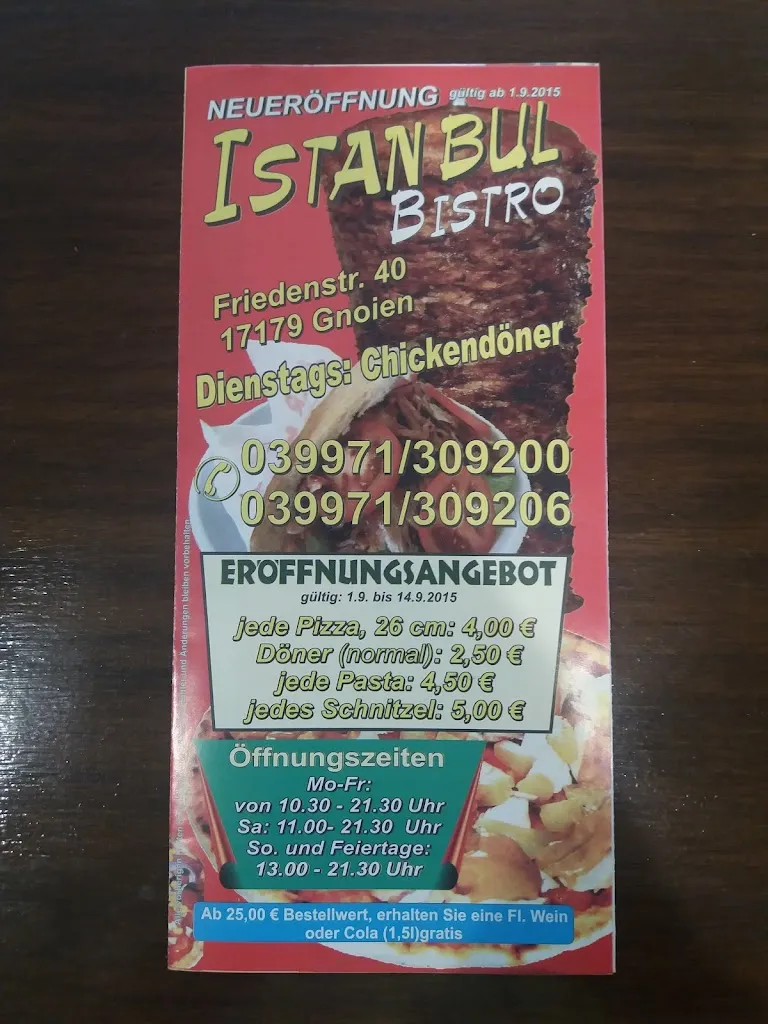 NEUERÖFFNUNG gültig ab 1.9.2015
ISTANBUL
BISTRO
Friedenstr. 40
17179 Gnoien
Dienstags: Chickendöner
039971/309200
039971/309206
ERÖFFNUNGSANGEBOT
gültig: 1.9. bis 14.9.2015
jede Pizza, 26 cm: 4,00 €
Döner (normal): 2,50 €
jede Pasta: 4,50 €
jedes Schnitzel: 5,00 €
Öffnungszeiten
Mo-Fr:
von 10.30 - 21.30 Uhr
Sa: 11.00- 21.30 Uhr
So. und Feiertage:
13.00 - 21.30 Uhr
Ab 25,00 € Bestellwert, erhalten Sie eine Fl. Wein
oder Cola (1,5l)gratis
und Änderungen bleiben vorbehalten